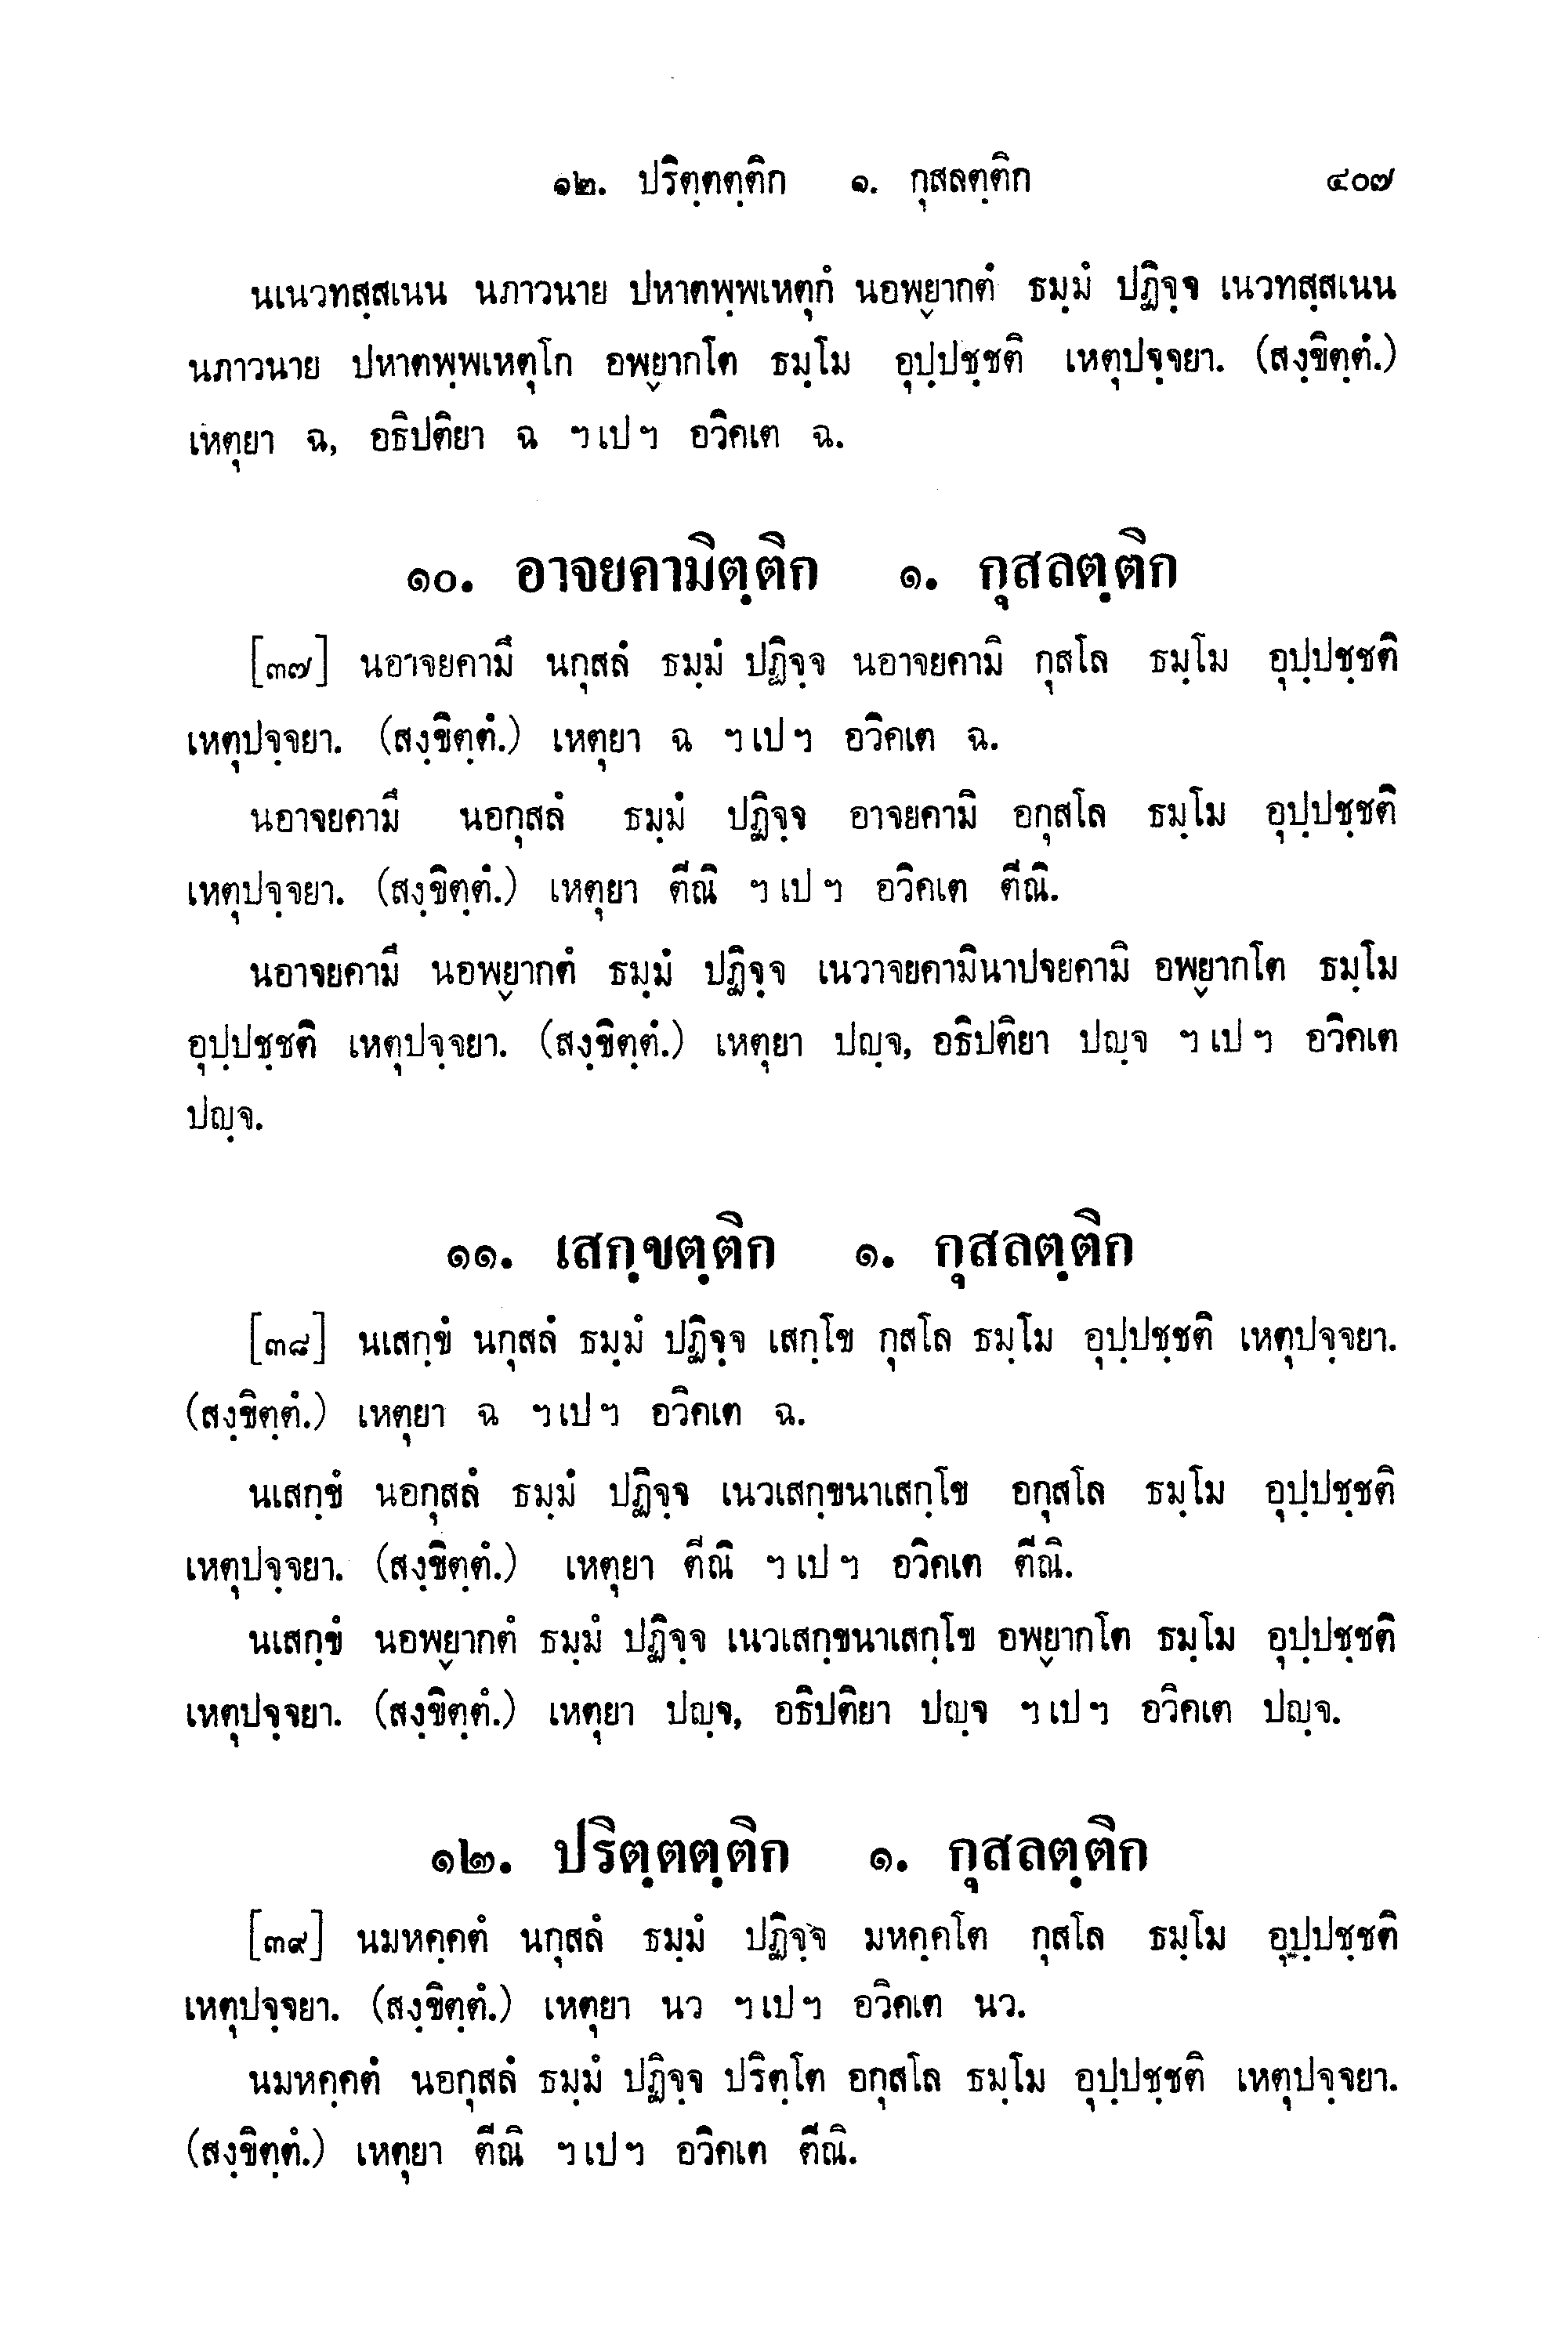 ๑๒. ปริตฺตตฺติก ๑. กุสลตฺติก ๔๐๗
นเนวทสฺสเนน นภาวนาย ปหาตพฺพเหตุกํ นอพฺยากตํ ธมฺมํ ปฏิจฺจ เนวทสฺสเนน
นภาวนาย ปหาตพฺพเหตุโก อพฺยากโต ธมฺโม อุปฺปชฺชติ เหตุปจฺจยา. (สงฺขิตฺตํ.)
เหตุยา ฉ, อธิปติยา ฉ ฯเปฯ อวิคเต ฉ.
๑๐. อาจยคามิตฺติก ๑. กุสลตฺติก
[๓๗] นอาจยคามึ นกุสลํ ธมฺมํ ปฏิจฺจ นอาจยคามิ กุสโล ธมฺโม อุปฺปชฺชติ
เหตุปจฺจยา. (สงฺขิตฺตํ.) เหตุยา ฉ ฯเปฯ อวิคเต ฉ.
นอาจยคามึ นอกุสลํ ธมฺมํ ปฏิจฺจ อาจยคามิ อกุสโล ธมฺโม อุปฺปชฺชติ
เหตุปจฺจยา. (สงฺขิตฺตํ.) เหตุยา ตีณิ ฯเปฯ อวิคเต ตีณิ.
นอาจยคามึ นอพฺยากตํ ธมฺมํ ปฏิจฺจ เนวาจยคามินาปจยคามิ อพฺยากโต ธมฺโม
อุปฺปชฺชติ เหตุปจฺจยา. (สงฺขิตฺตํ.) เหตุยา ปญฺจ, อธิปติยา ปญฺจ ฯเปฯ อวิคเต
ปญฺจ.
๑๑. เสกฺขตฺติก ๑. กุสลตฺติก
[๓๘] นเสกฺขํ นกุสลํ ธมฺมํ ปฏิจฺจ เสกฺโข กุสโล ธมฺโม อุปฺปชฺชติ เหตุปจฺจยา.
(สงฺขิตฺตํ.) เหตุยา ฉ ฯเปฯ อวิคเต ฉ.
นเสกฺขํ นอกุสลํ ธมฺมํ ปฏิจฺจ เนวเสกฺขนาเสกฺโข อกุสโล ธมฺโม อุปฺปชฺชติ
เหตุปจฺจยา. (สงฺขิตฺตํ.) เหตุยา ตีณิ ฯเปฯ อวิคเต ตีณิ.
นเสกฺขํ นอพฺยากตํ ธมฺมํ ปฏิจฺจ เนวเสกฺขนาเสกฺโข อพฺยากโต ธมฺโม อุปฺปชฺชติ
เหตุปจฺจยา. (สงฺขิตฺตํ.) เหตุยา ปญฺจ, อธิปติยา ปญฺจ ฯเปฯ อวิคเต ปญฺจ.
๑๒. ปริตฺตตฺติก ๑. กุสลตฺติก
[๓๙] นมหคฺคตํ นกุสลํ ธมฺมํ ปฏิจฺจ มหคฺคโต กุสโล ธมฺโม อุปฺปชฺชติ
เหตุปจฺจยา. (สงฺขิตฺตํ.) เหตุยา นว ฯเปฯ อวิคเต นว.
นมหคฺคตํ นอกุสลํ ธมฺมํ ปฏิจฺจ ปริตฺโต อกุสโล ธมฺโม อุปฺปชฺชติ เหตุปจฺจยา.
(สงฺขิตฺตํ.) เหตุยา ตีณิ ฯเปฯ อวิคเต ตีณิ.